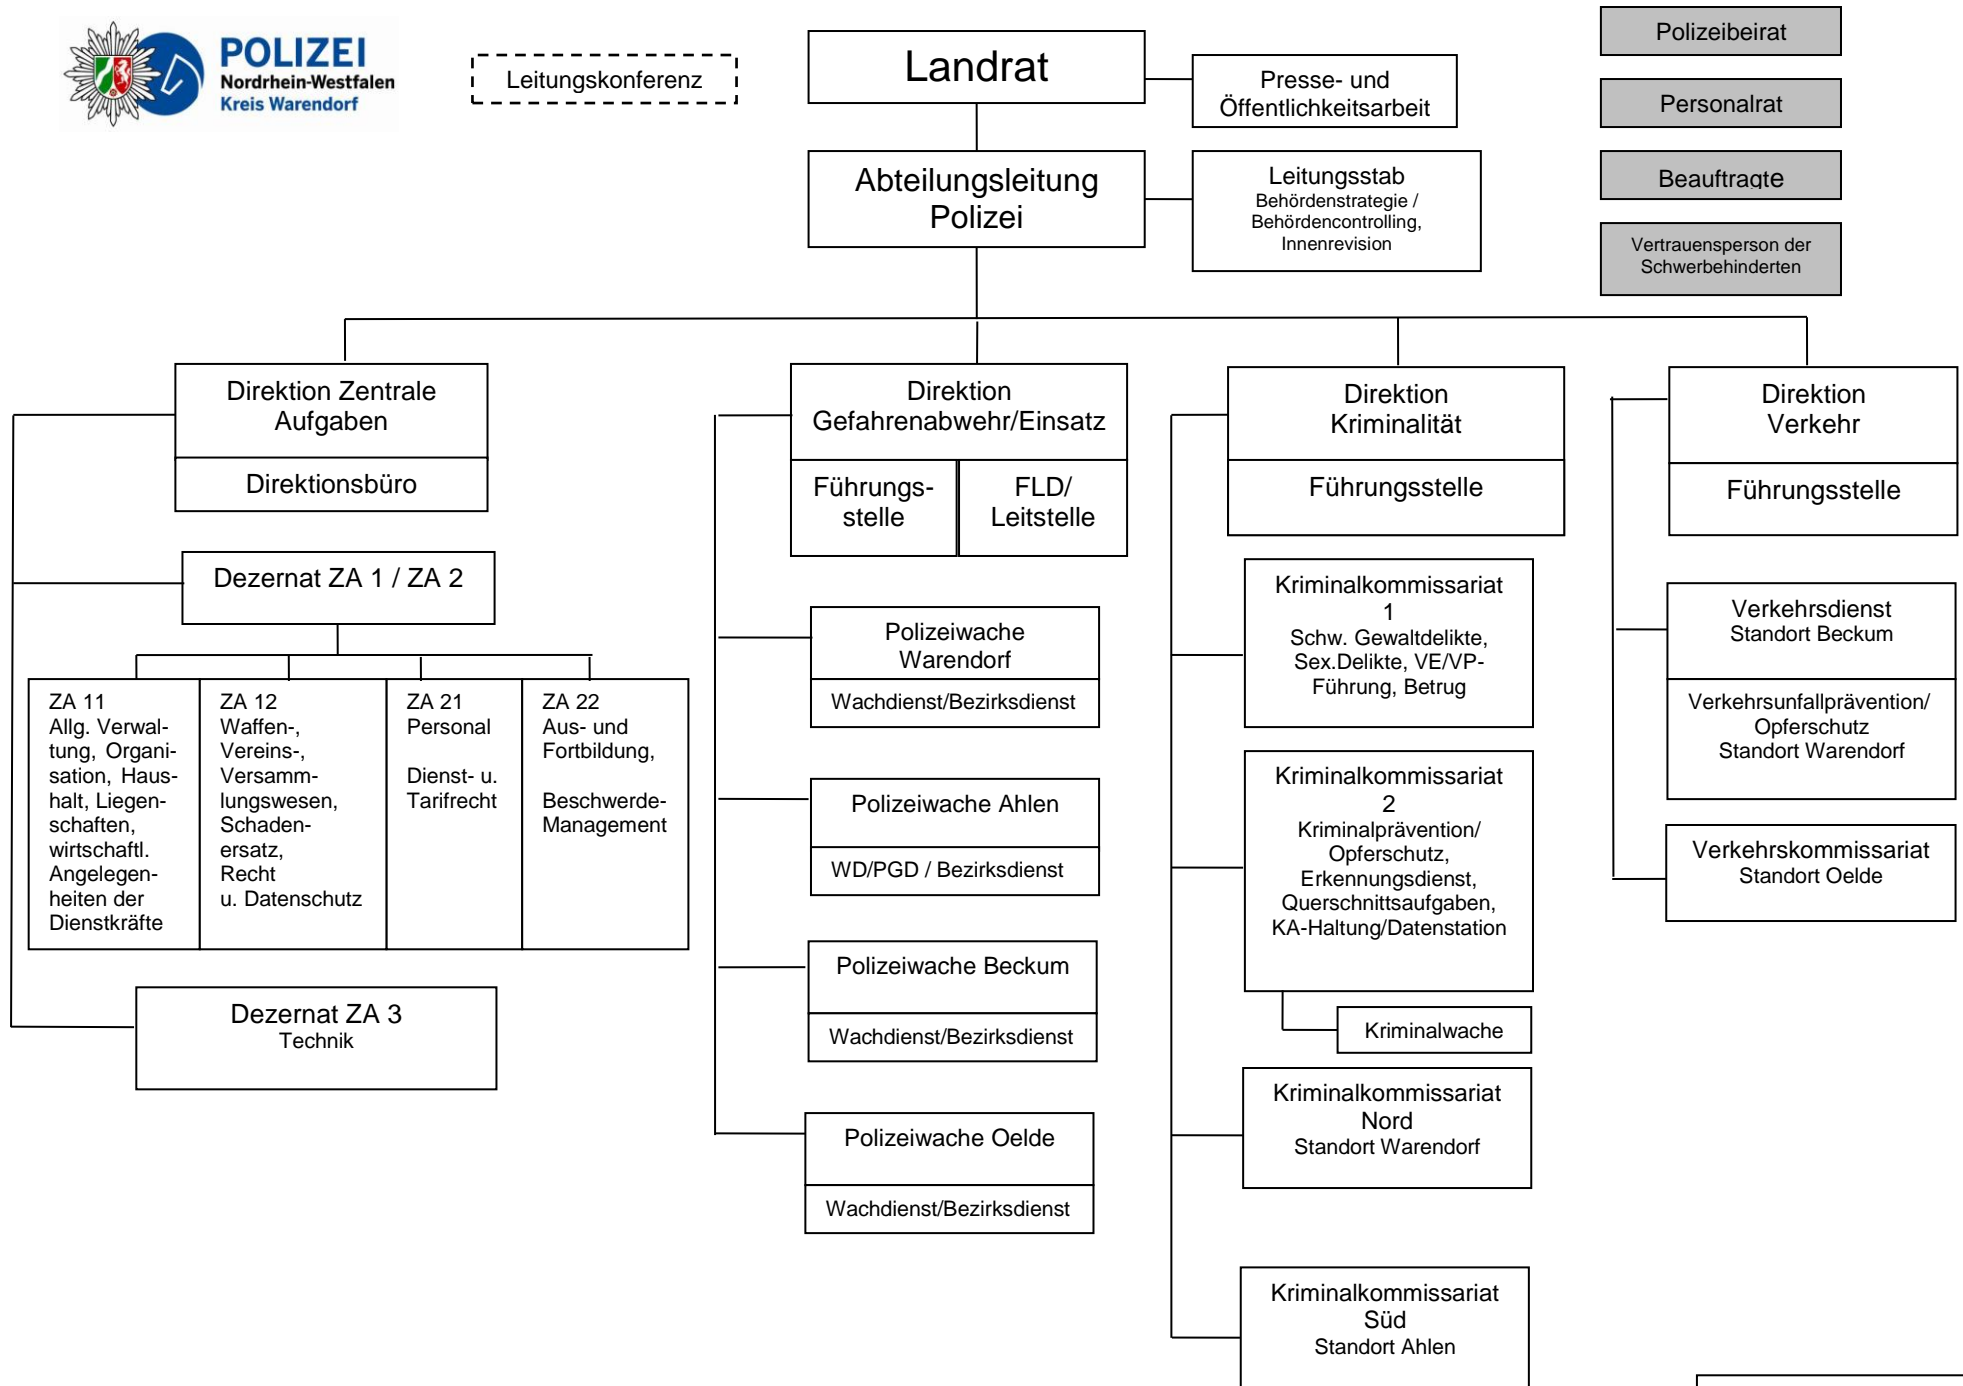 POLIZEI
Nordrhein-Westfalen
Kreis Warendorf
Leitungskonferenz
Landrat
Presse- und
Öffentlichkeitsarbeit
Polizeibeirat
Personalrat
Beauftragte
Vertrauensperson der
Schwerbehinderten
Abteilungsleitung
Polizei
Leitungsstab
Behördenstrategie /
Behördencontrolling,
Innenrevision
Direktion Zentrale
Aufgaben
Direktionsbüro
Dezernat ZA 1 / ZA 2
ZA 11
Allg. Verwal-
tung, Organi-
sation, Haus-
halt, Liegen-
schaften,
wirtschaftl.
Angelegen-
heiten der
Dienstkräfte
ZA 12
Waffen-,
Vereins-,
Versamm-
lungswesen,
Schaden-
ersatz,
Recht
u. Datenschutz
ZA 21
Personal
Dienst- u.
Tarifrecht
ZA 22
Aus- und
Fortbildung,
Beschwerde-
Management
Dezernat ZA 3
Technik
Direktion
Gefahrenabwehr/Einsatz
Führungs-
stelle
FLD/
Leitstelle
Polizeiwache
Warendorf
Wachdienst/Bezirksdienst
Polizeiwache Ahlen
WD/PGD / Bezirksdienst
Polizeiwache Beckum
Wachdienst/Bezirksdienst
Polizeiwache Oelde
Wachdienst/Bezirksdienst
Direktion
Kriminalität
Führungsstelle
Kriminalkommissariat
1
Schw. Gewaltdelikte,
Sex.Delikte, VE/VP-
Führung, Betrug
Kriminalkommissariat
2
Kriminalprävention/
Opferschutz,
Erkennungsdienst,
Querschnittsaufgaben,
KA-Haltung/Datenstation
Kriminalwache
Kriminalkommissariat
Nord
Standort Warendorf
Kriminalkommissariat
Süd
Standort Ahlen
Direktion
Verkehr
Führungsstelle
Verkehrsdienst
Standort Beckum
Verkehrsunfallprävention/
Opferschutz
Standort Warendorf
Verkehrskommissariat
Standort Oelde